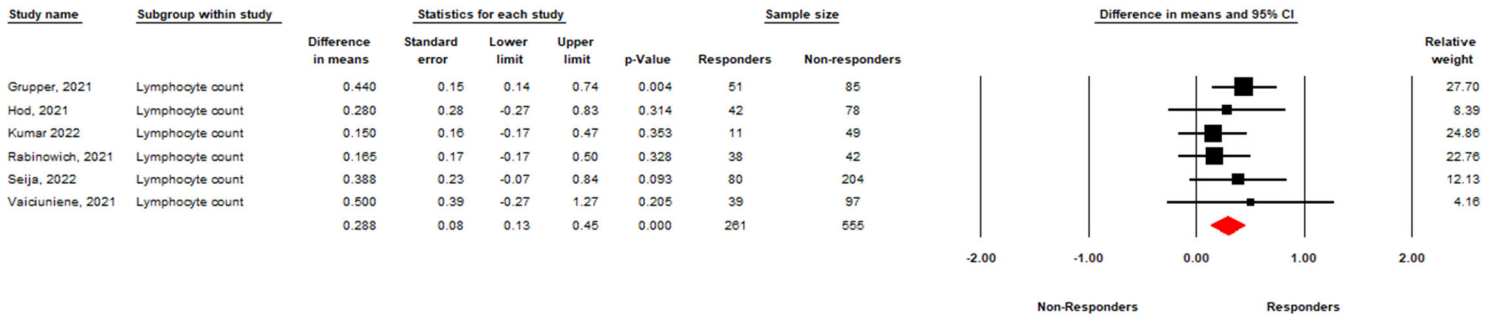 Study name Subgroup within study Statistics for each study Sample size Difference in means and 95% CI
Difference in means Standard error Lower limit Upper limit p-Value Responders Non-responders Relative weight
Grupper, 2021 Lymphocyte count 0.440 0.15 0.14 0.74 0.004 51 85 27.70
Hod, 2021 Lymphocyte count 0.280 0.28 -0.27 0.83 0.314 42 78 8.39
Kumar 2022 Lymphocyte count 0.150 0.16 -0.17 0.47 0.353 11 49 24.86
Rabinowich, 2021 Lymphocyte count 0.165 0.17 -0.17 0.50 0.328 38 42 22.76
Seija, 2022 Lymphocyte count 0.388 0.23 -0.07 0.84 0.093 80 204 12.13
Vaiciuniene, 2021 Lymphocyte count 0.500 0.39 -0.27 1.27 0.205 39 97 4.16
0.288 0.08 0.13 0.45 0.000 261 555
-2.00 -1.00 0.00 1.00 2.00
Non-Responders Responders